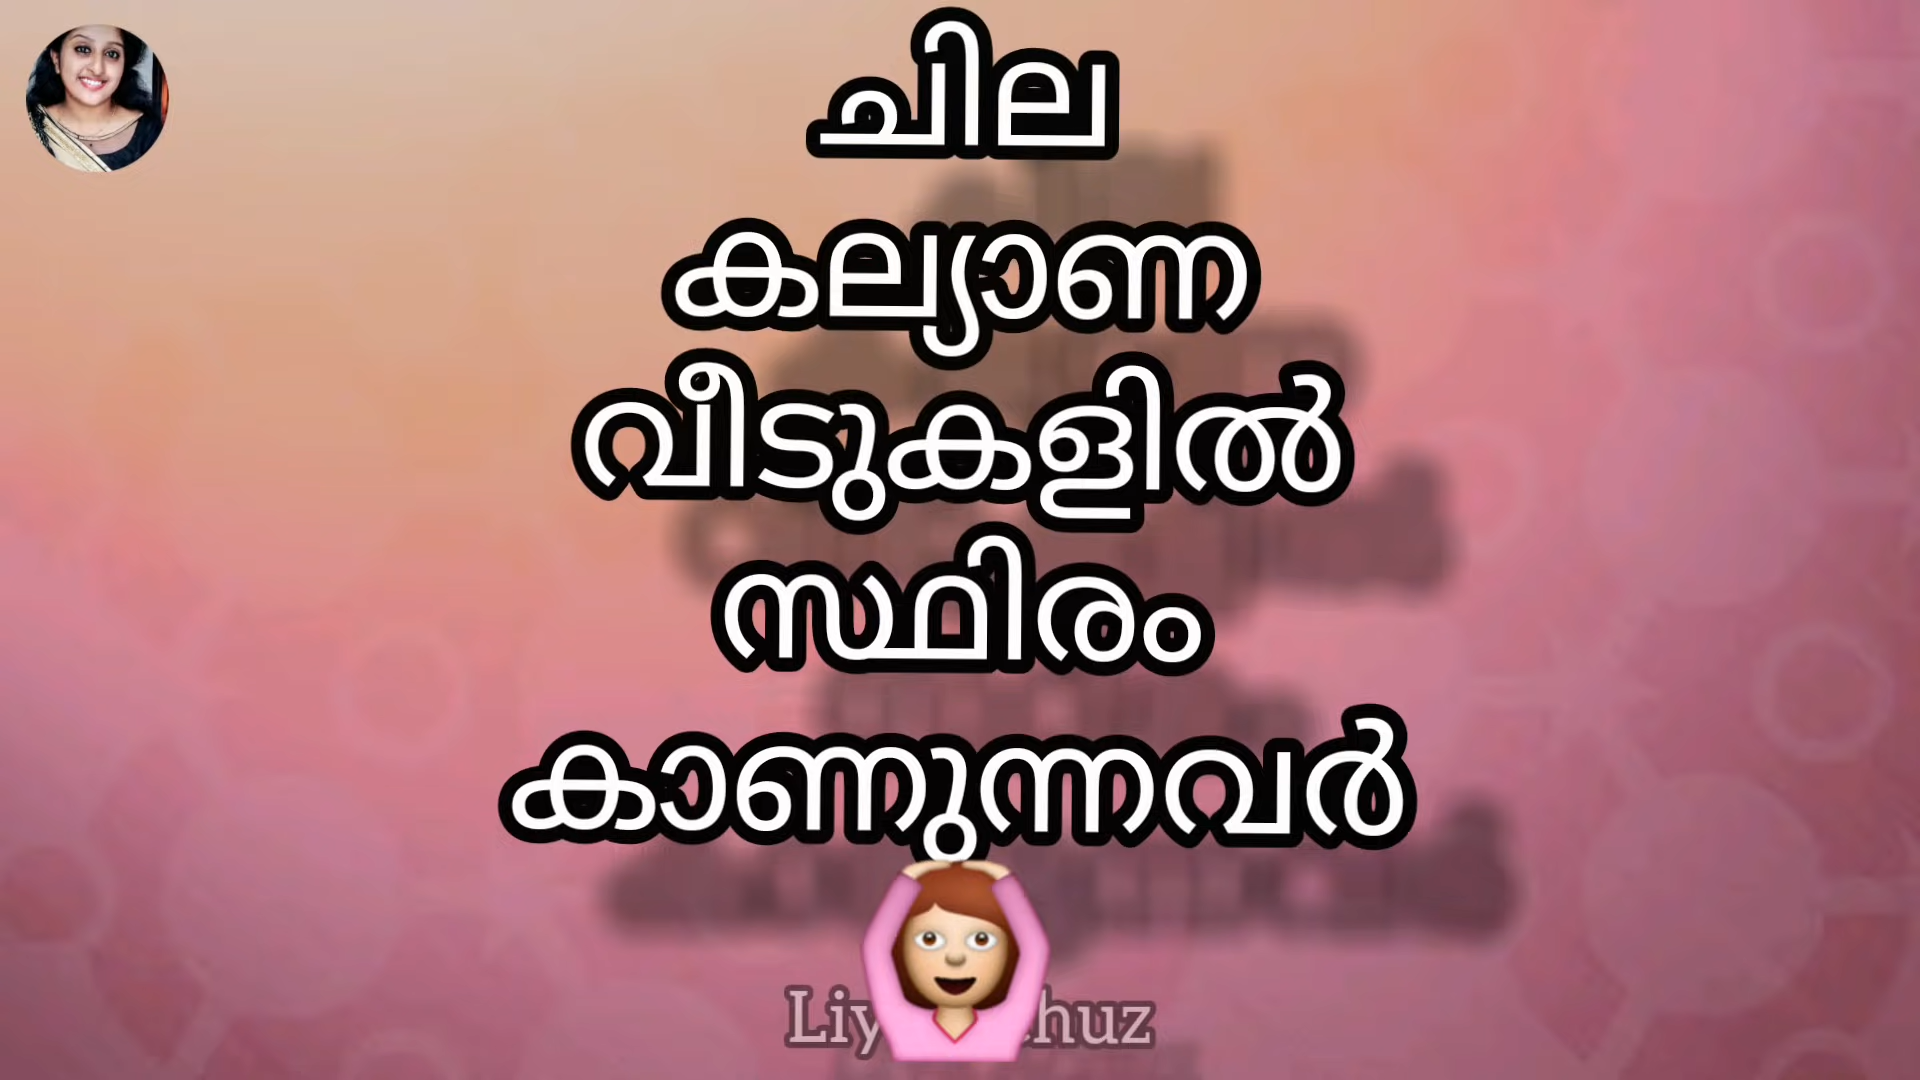 ചില
കല്യാണ
വീടുകളിൽ
സ്ഥിരം
കാണുന്നവർ